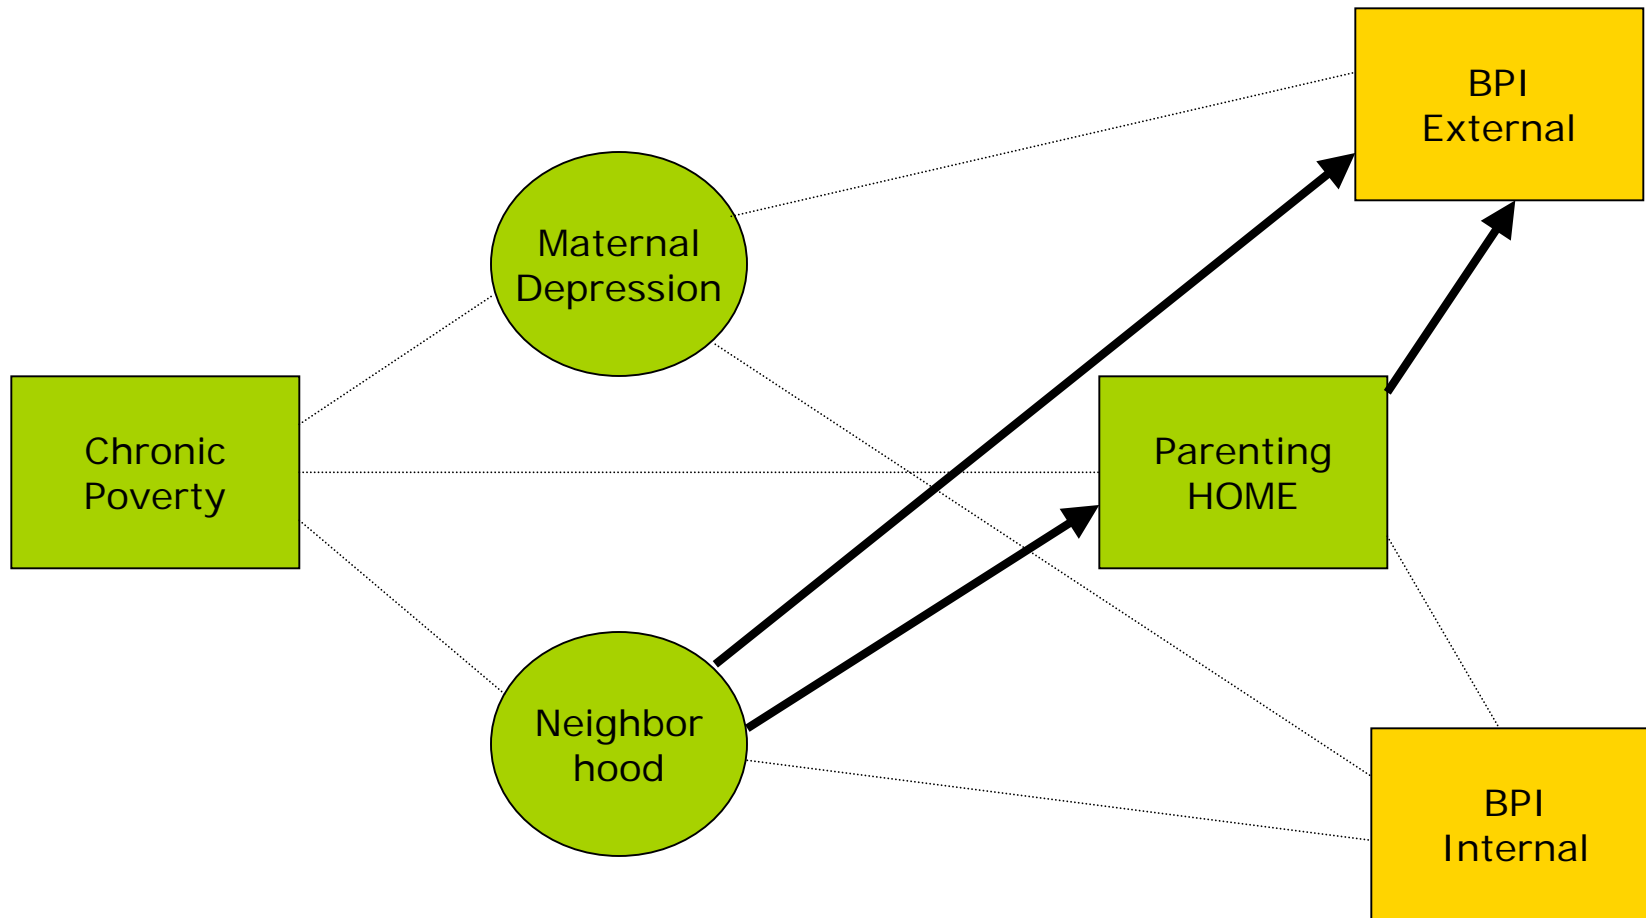 BPI
External
Maternal
Depression
Chronic
Poverty
Parenting
HOME
Neighbor
hood
BPI
Internal